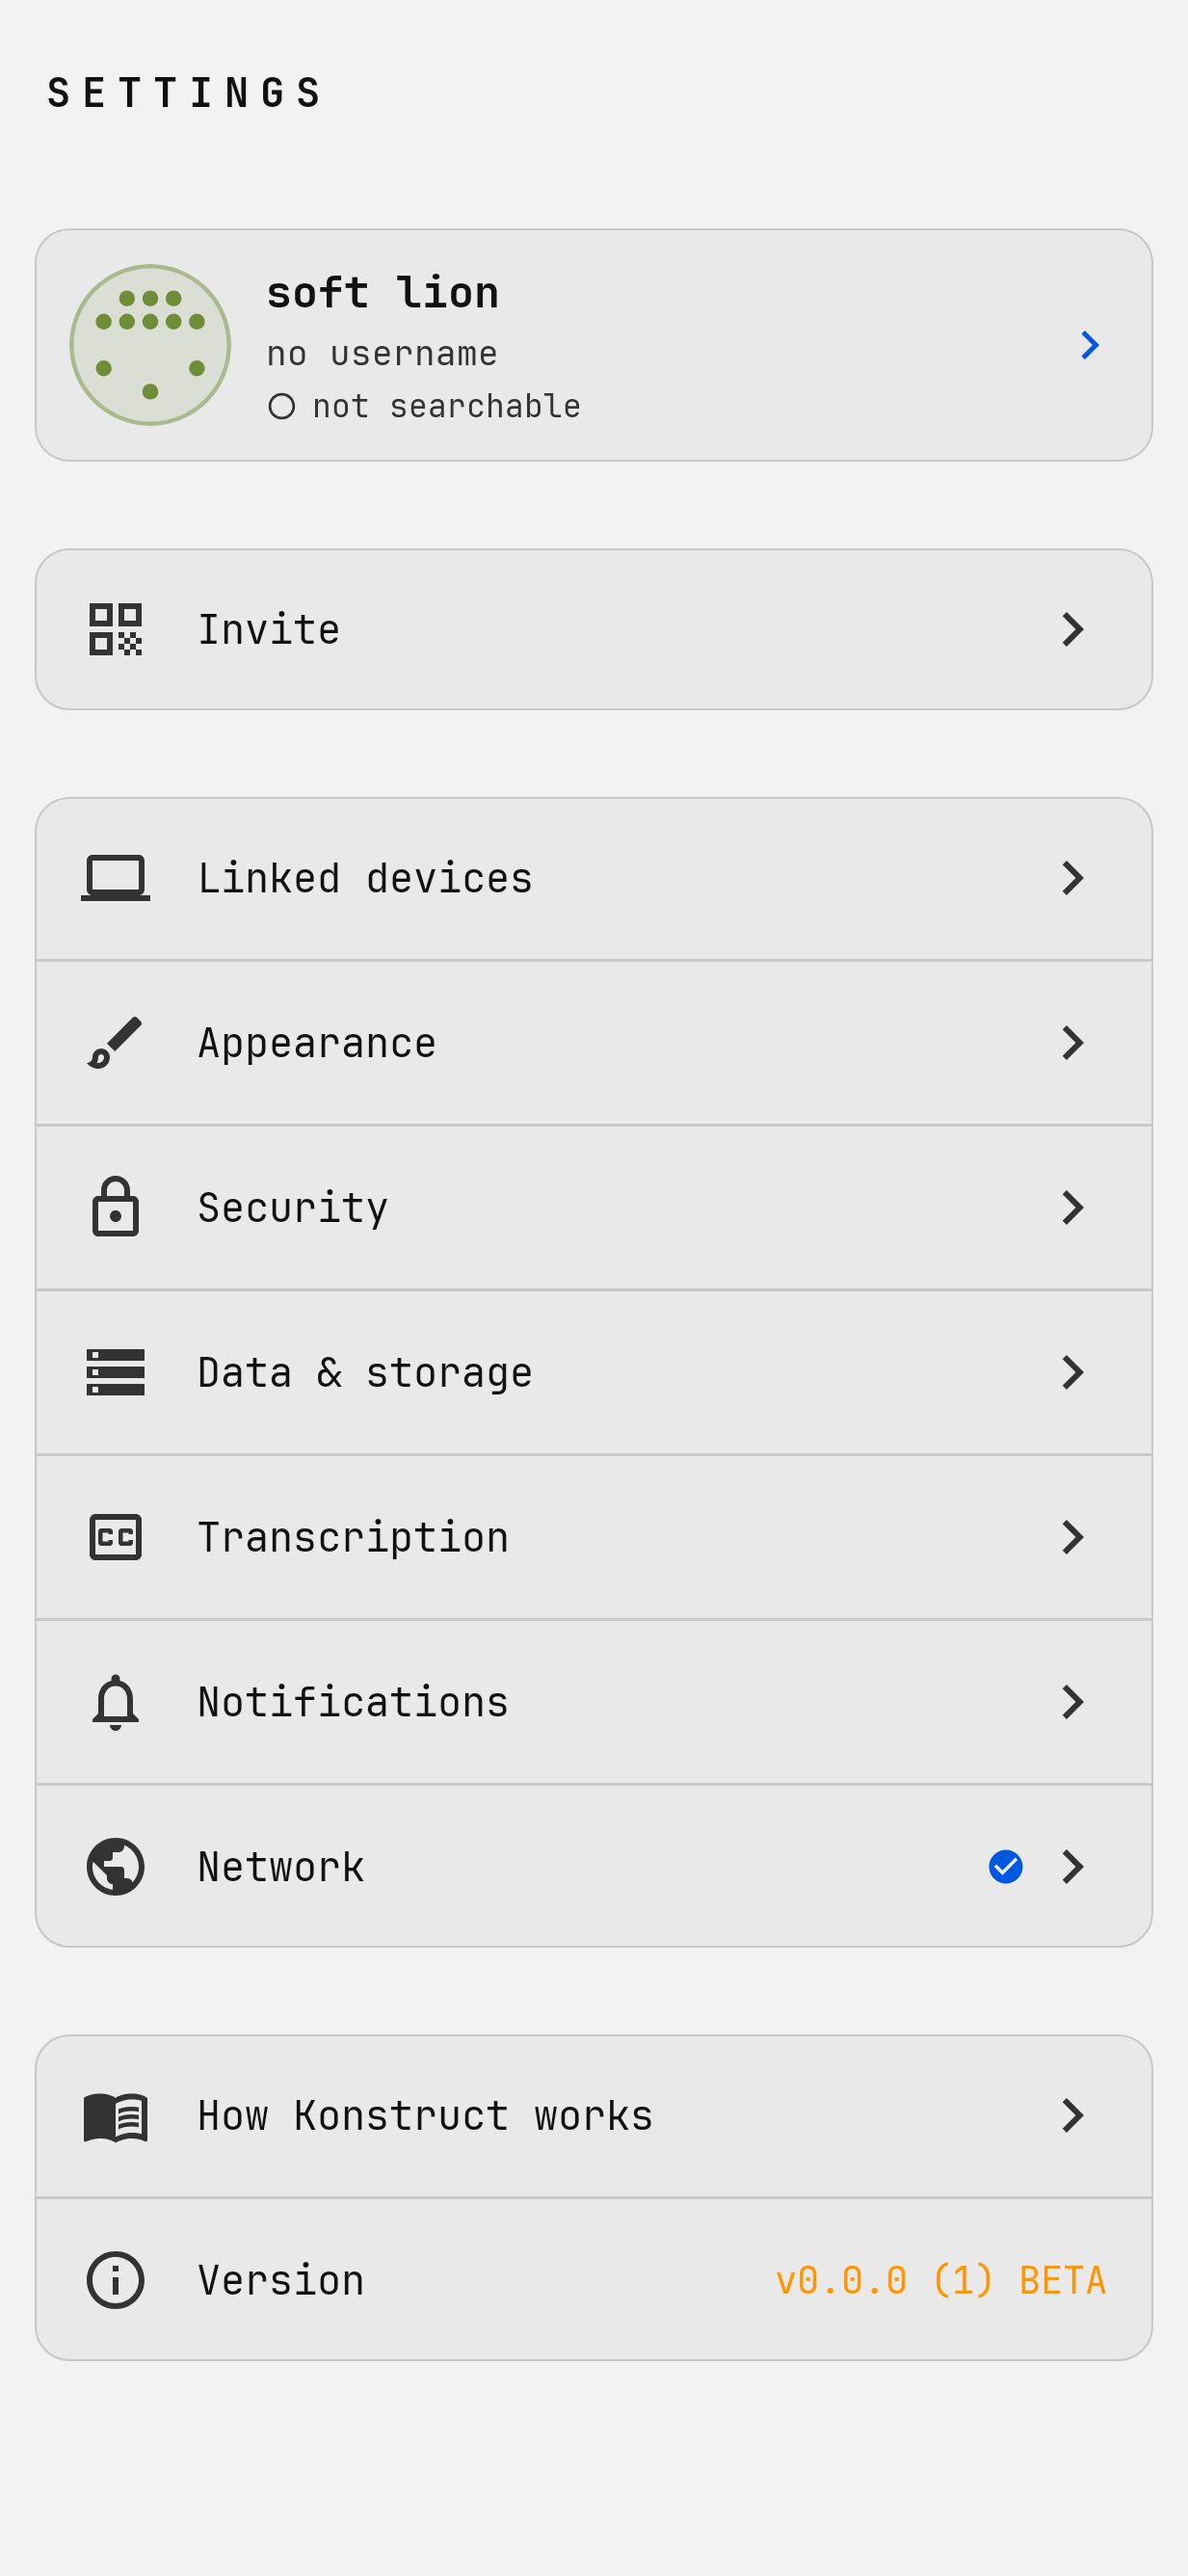 SETTINGS
soft lion
no username
not searchable
Invite
Linked devices
Appearance
Security
Data & storage
CC Transcription
Notifications
Network
How Konstruct works
Version v0.0.0 (1) BETA